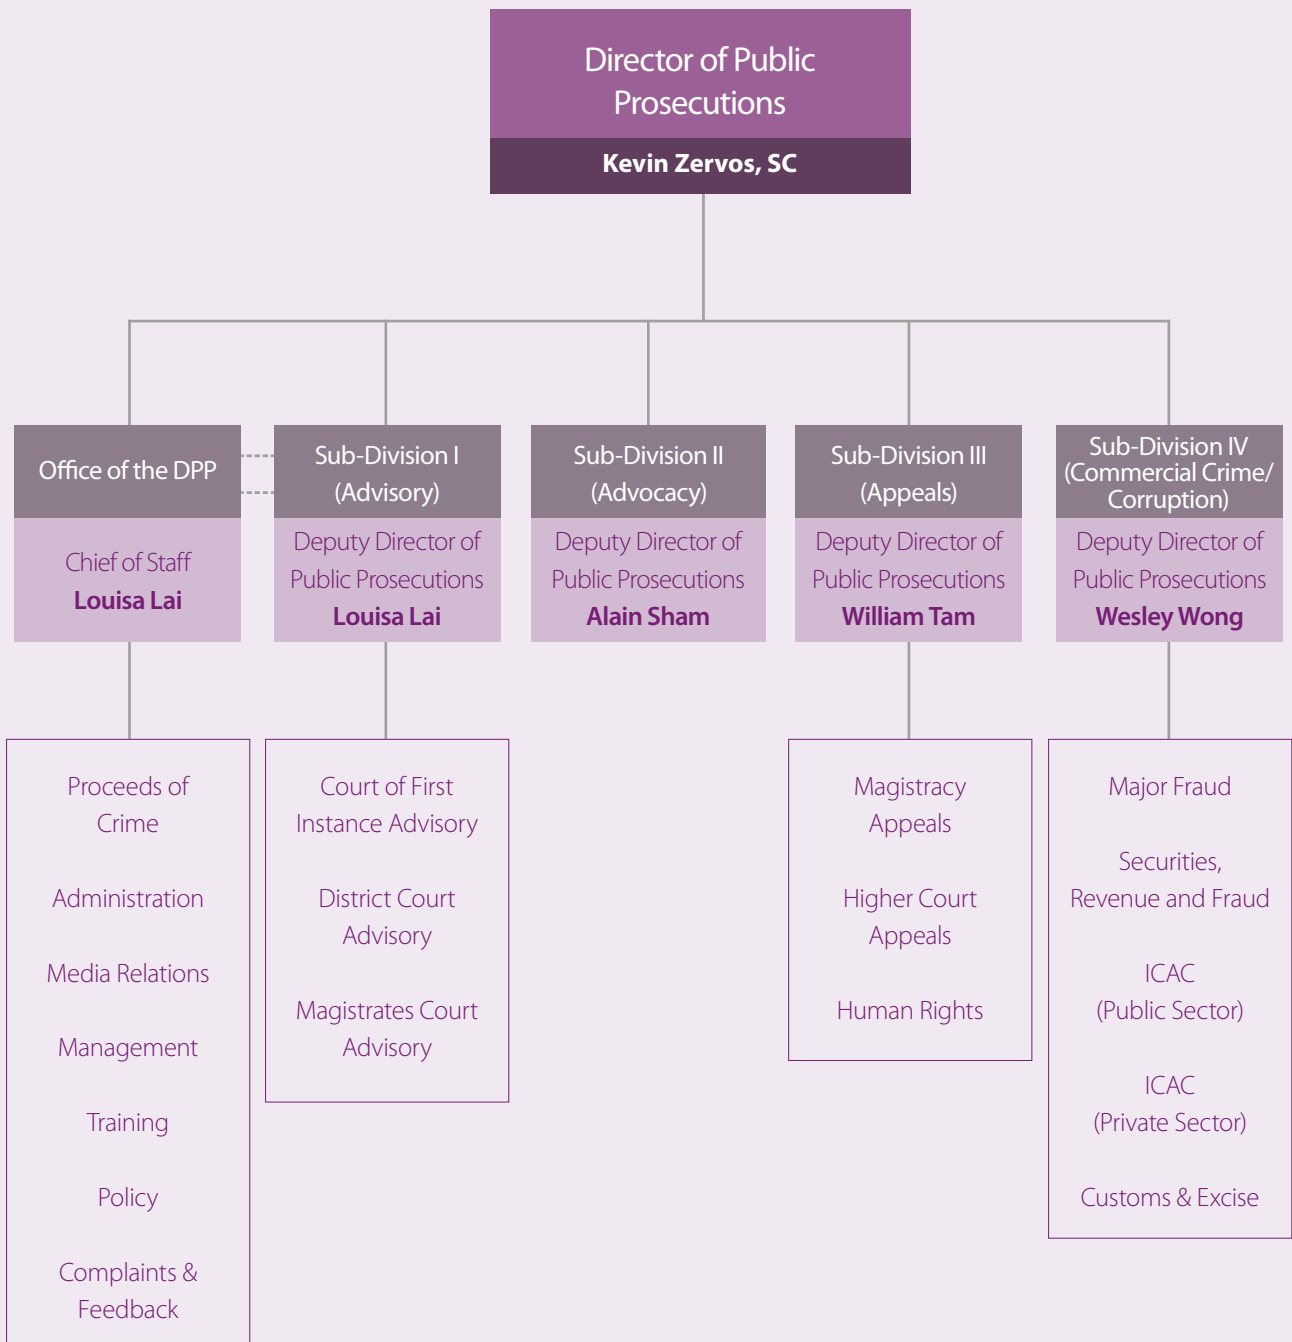 Director of Public
Prosecutions
Kevin Zervos, SC
Office of the DPP
Chief of Staff
Louisa Lai
Sub-Division I
(Advisory)
Deputy Director of
Public Prosecutions
Louisa Lai
Sub-Division II
(Advocacy)
Deputy Director of
Public Prosecutions
Alain Sham
Sub-Division III
(Appeals)
Deputy Director of
Public Prosecutions
William Tam
Sub-Division IV
(Commercial Crime/
Corruption)
Deputy Director of
Public Prosecutions
Wesley Wong
Proceeds of
Crime
Administration
Media Relations
Management
Training
Policy
Complaints &
Feedback
Court of First
Instance Advisory
District Court
Advisory
Magistrates Court
Advisory
Magistracy
Appeals
Higher Court
Appeals
Human Rights
Major Fraud
Securities,
Revenue and Fraud
ICAC
(Public Sector)
ICAC
(Private Sector)
Customs & Excise